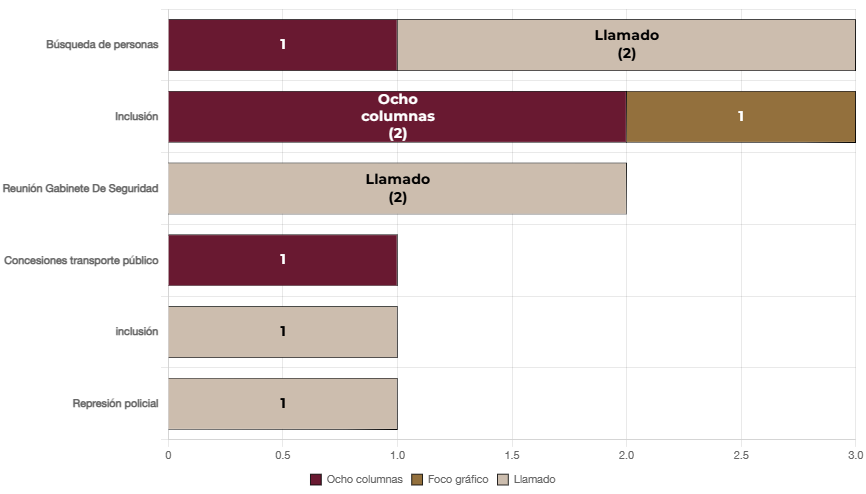 Búsqueda de personas
1
Llamado
(2)
Inclusión
Ocho
columnas
(2)
1
Reunión Gabinete De Seguridad
Llamado
(2)
Concesiones transporte público
1
inclusión
1
Represión policial
1
0 0.5 1.0 1.5 2.0 2.5 3.0
Ocho columnas Foco gráfico Llamado